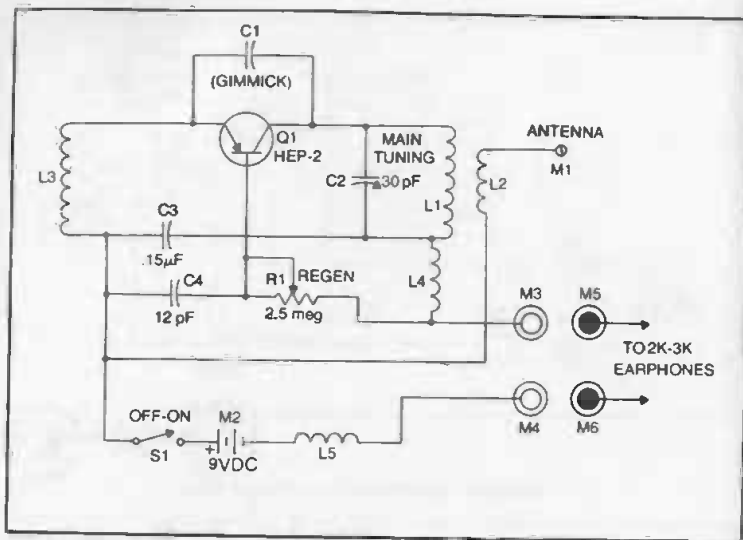 C1
(GIMMICK)
Q1
HEP-2
MAIN
TUNING
C2
30 pF
ANTENNA
M1
L3
L1
L2
C3
.15µF
L4
C4
12 pF
R1
REGEN
2.5 meg
M3
M5
TO 2K-3K
EARPHONES
OFF-ON
S1
M2
+
9VDC
L5
M4
M6